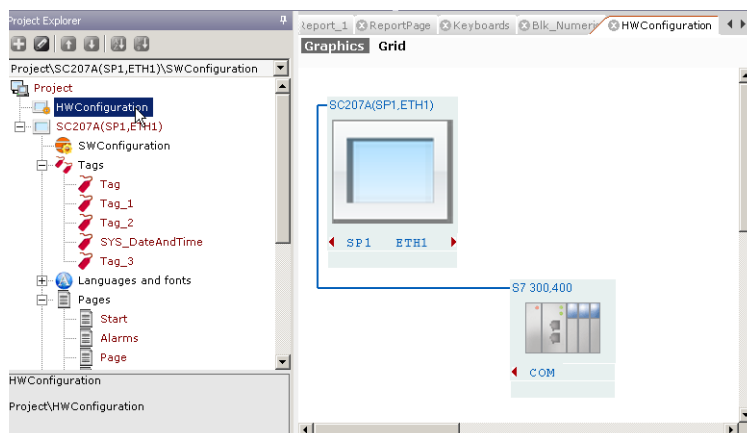 Project Explorer
Project\SC207A(SP1,ETH1)\SWConfiguration
Project
HWConfiguration
SC207A(SP1,ETH1)
SWConfiguration
Tags
Tag
Tag_1
Tag_2
SYS_DateAndTime
Tag_3
Languages and fonts
Pages
Start
Alarms
Page
HWConfiguration
Project\HWConfiguration
Report_1 ReportPage Keyboards Blk_Numeri HWConfiguration
Graphics Grid
SC207A(SP1,ETH1)
SP1 ETH1
S7 300,400
COM